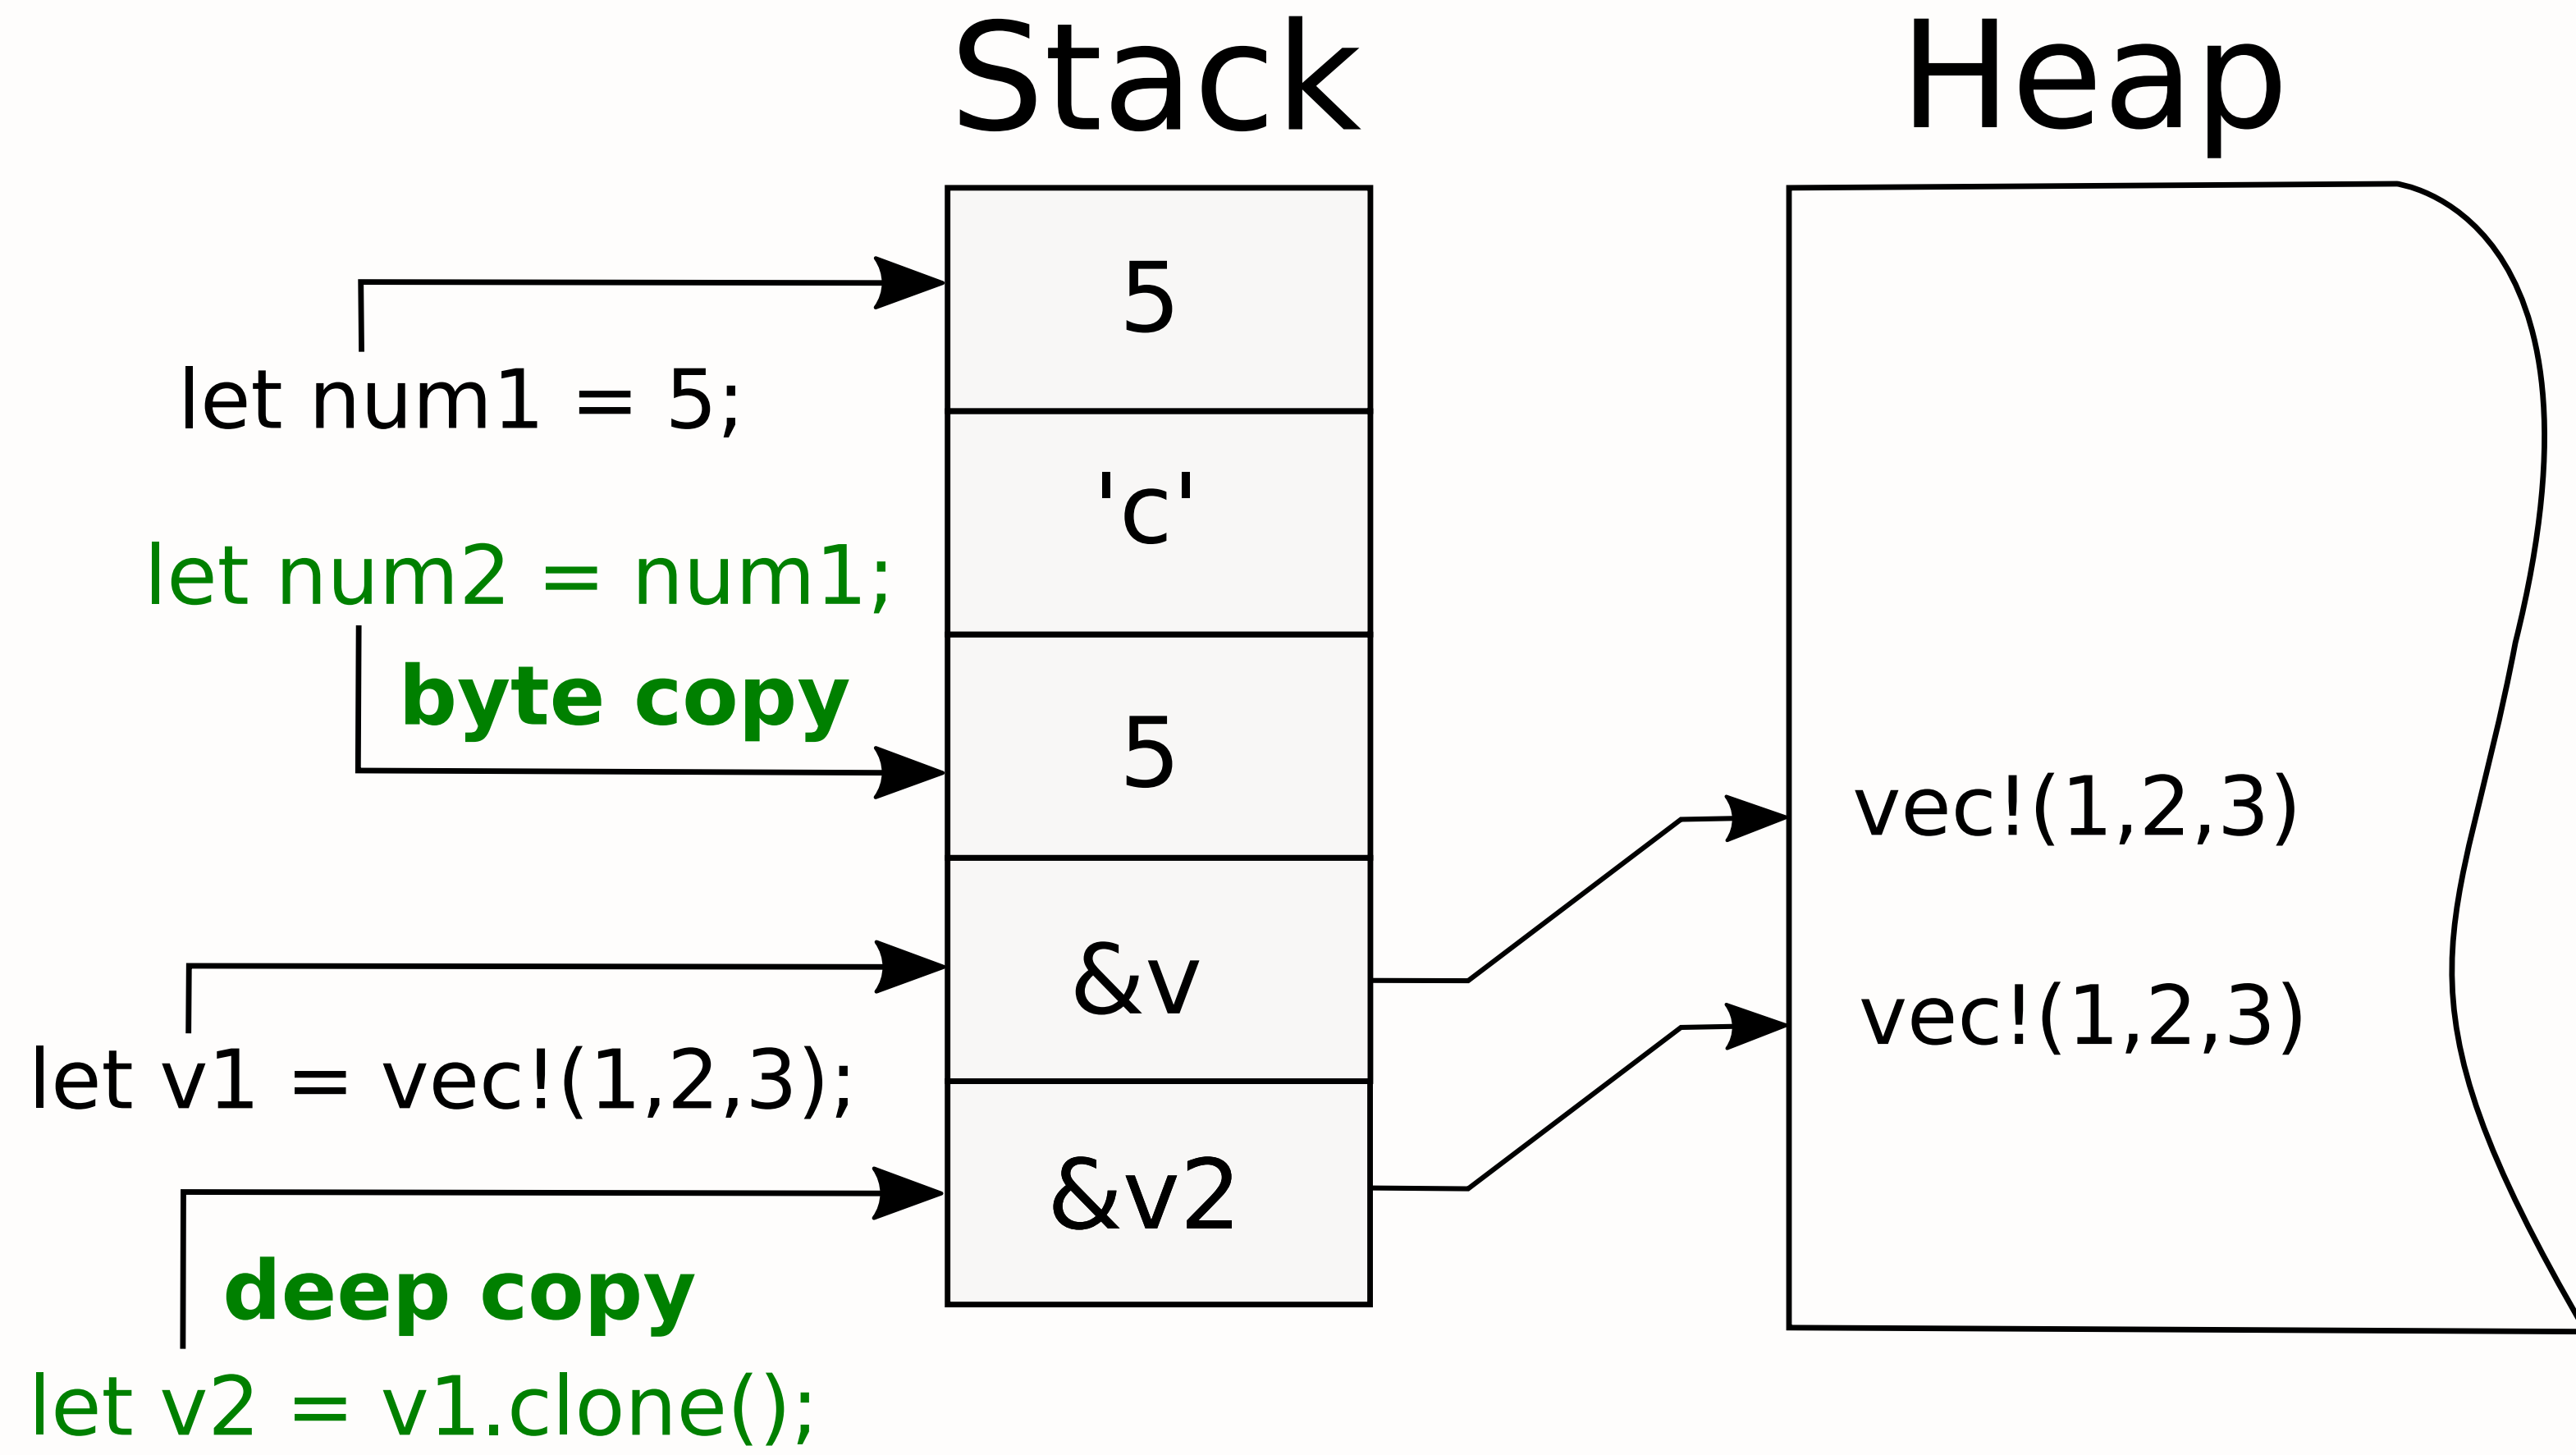 Stack
Heap
5
let num1 = 5;
'c'
let num2 = num1;
byte copy
5
vec!(1,2,3)
&v
vec!(1,2,3)
let v1 = vec!(1,2,3);
&v2
deep copy
let v2 = v1.clone();